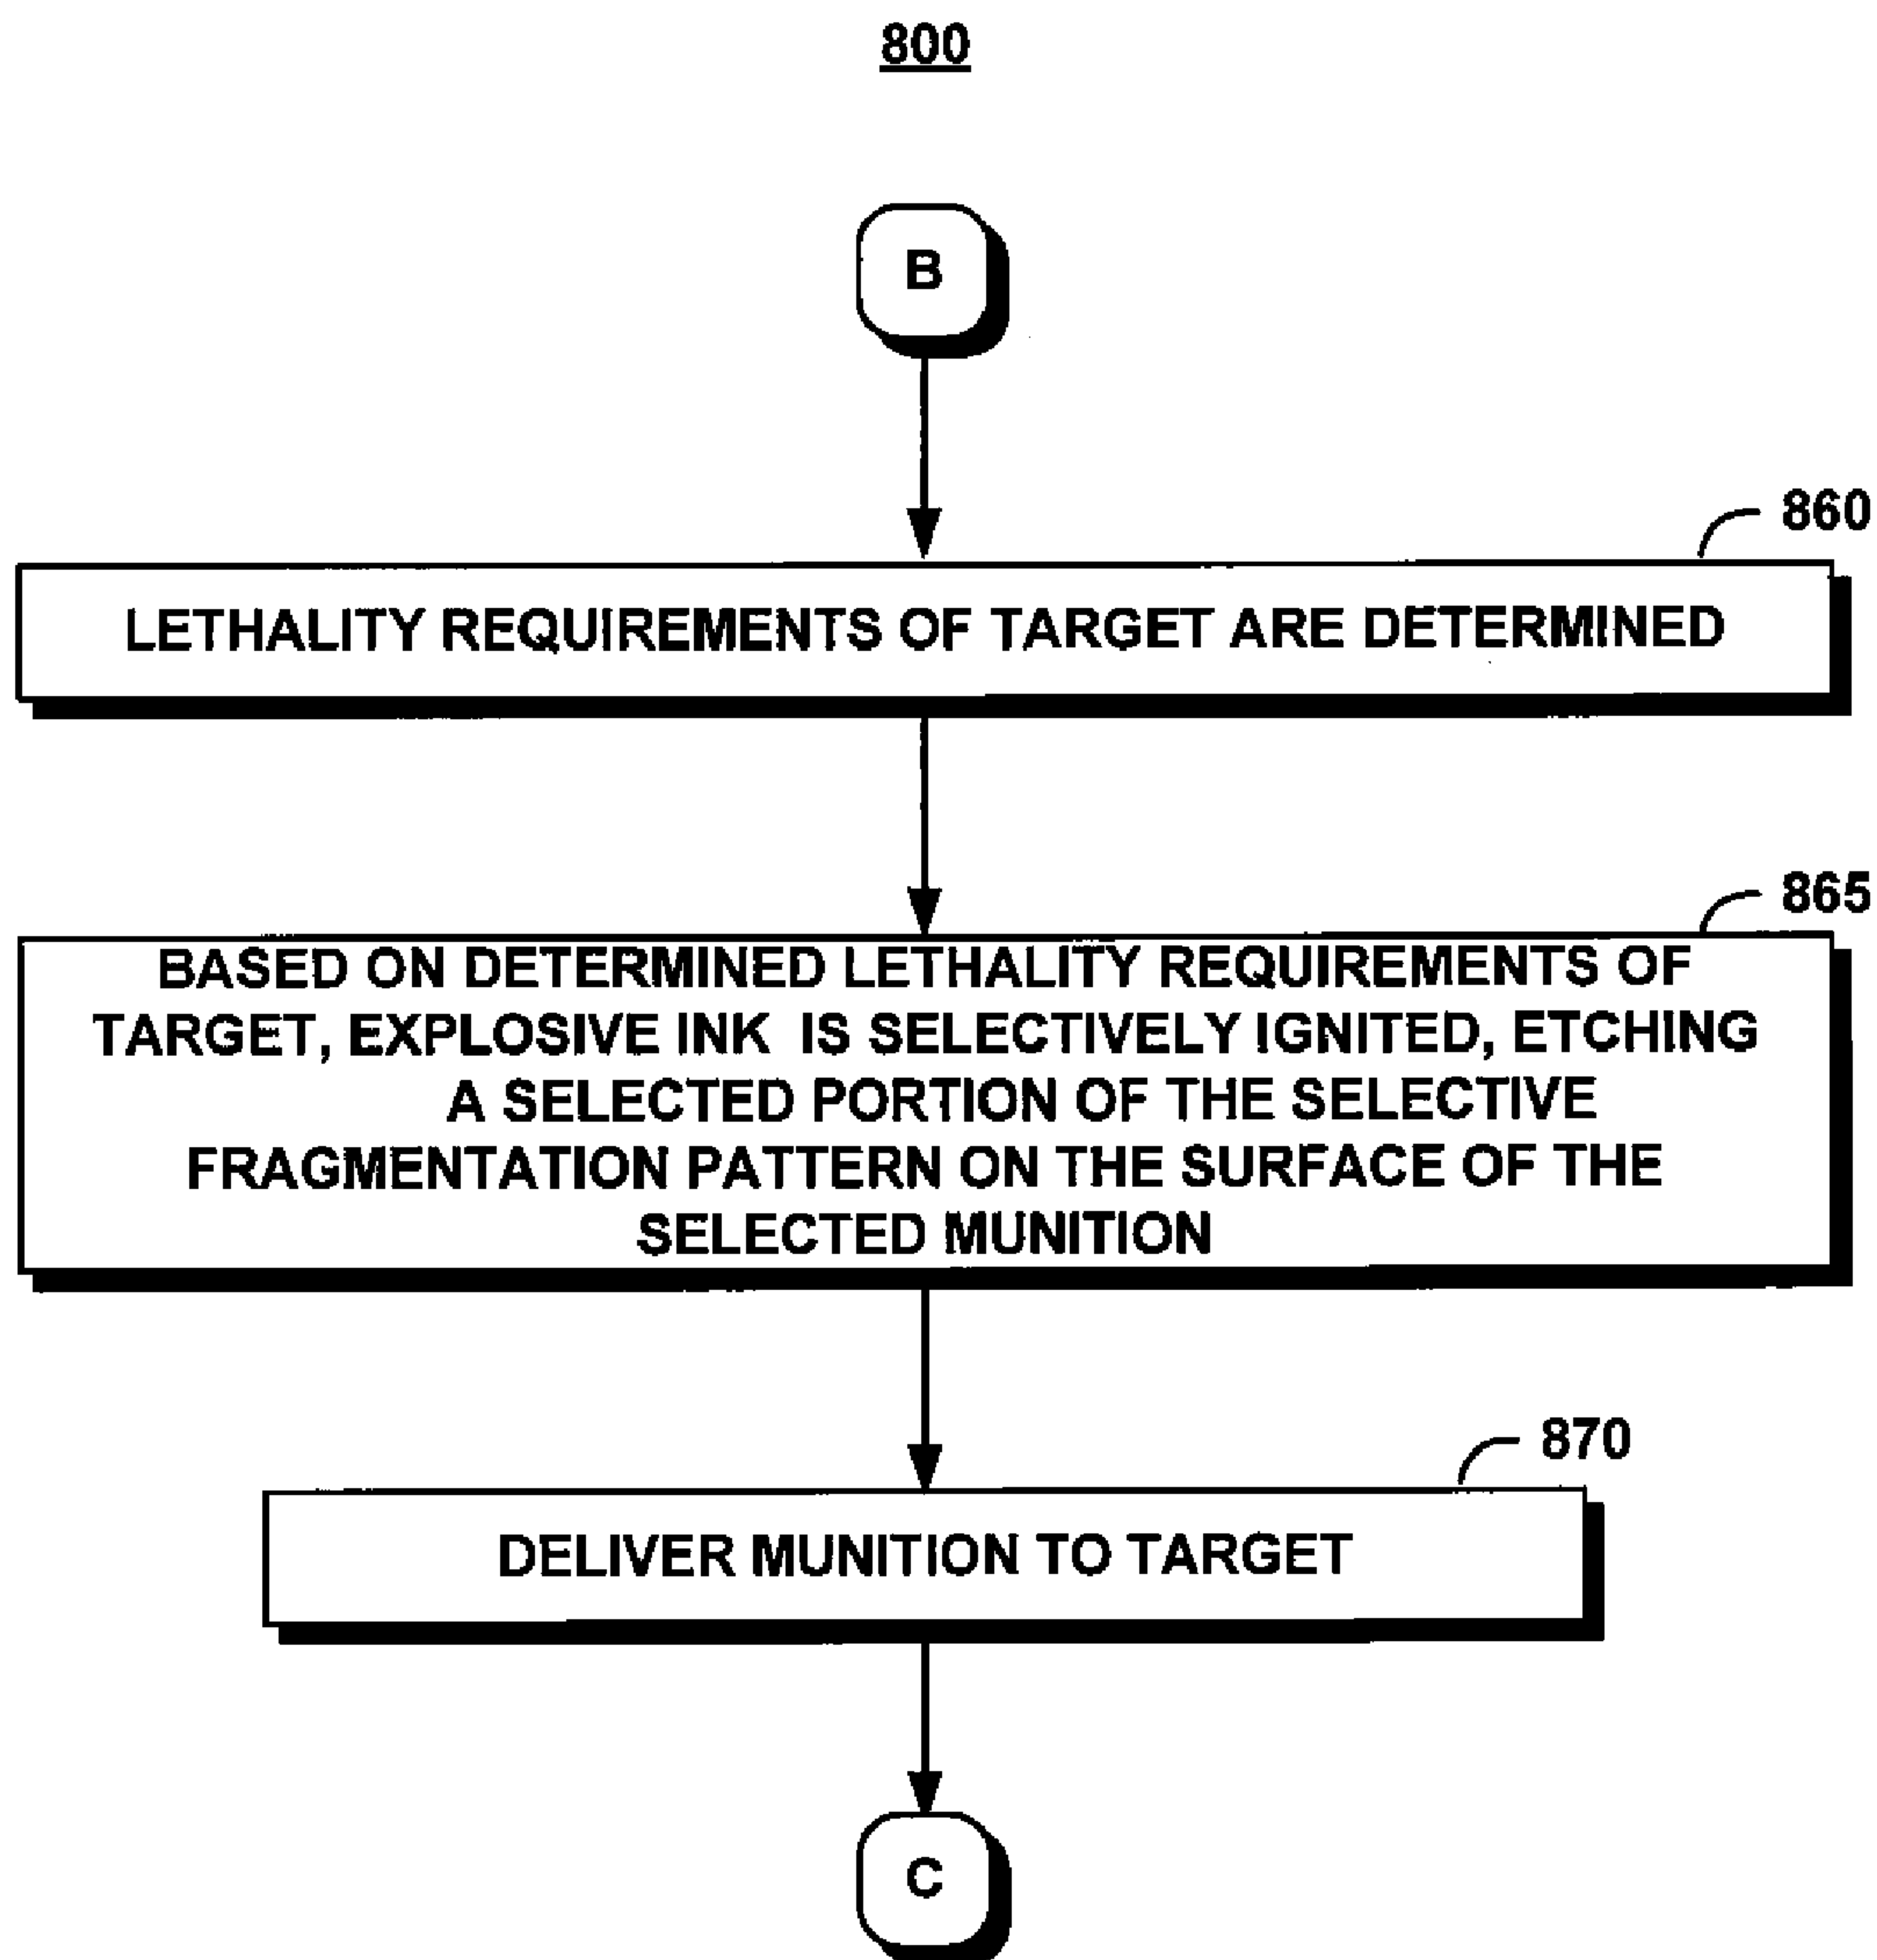 800
B
860
LETHALITY REQUIREMENTS OF TARGET ARE DETERMINED
865
BASED ON DETERMINED LETHALITY REQUIREMENTS OF
TARGET, EXPLOSIVE INK IS SELECTIVELY IGNITED, ETCHING
A SELECTED PORTION OF THE SELECTIVE
FRAGMENTATION PATTERN ON THE SURFACE OF THE
SELECTED MUNITION
870
DELIVER MUNITION TO TARGET
C